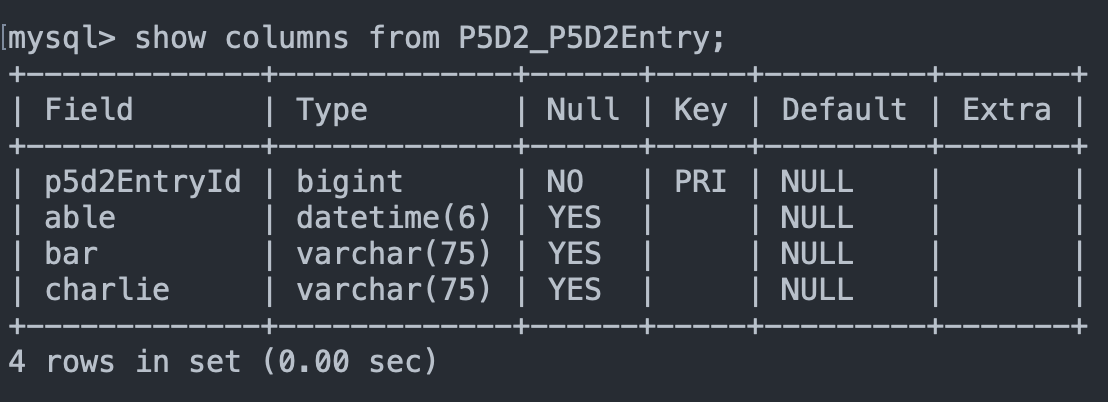 [mysql> show columns from P5D2_P5D2Entry;
+-------------+-------------+------+-----+---------+-------+
| Field       | Type        | Null | Key | Default | Extra |
+-------------+-------------+------+-----+---------+-------+
| p5d2EntryId | bigint      | NO   | PRI | NULL    |       |
| able        | datetime(6) | YES  |     | NULL    |       |
| bar         | varchar(75) | YES  |     | NULL    |       |
| charlie     | varchar(75) | YES  |     | NULL    |       |
+-------------+-------------+------+-----+---------+-------+
4 rows in set (0.00 sec)